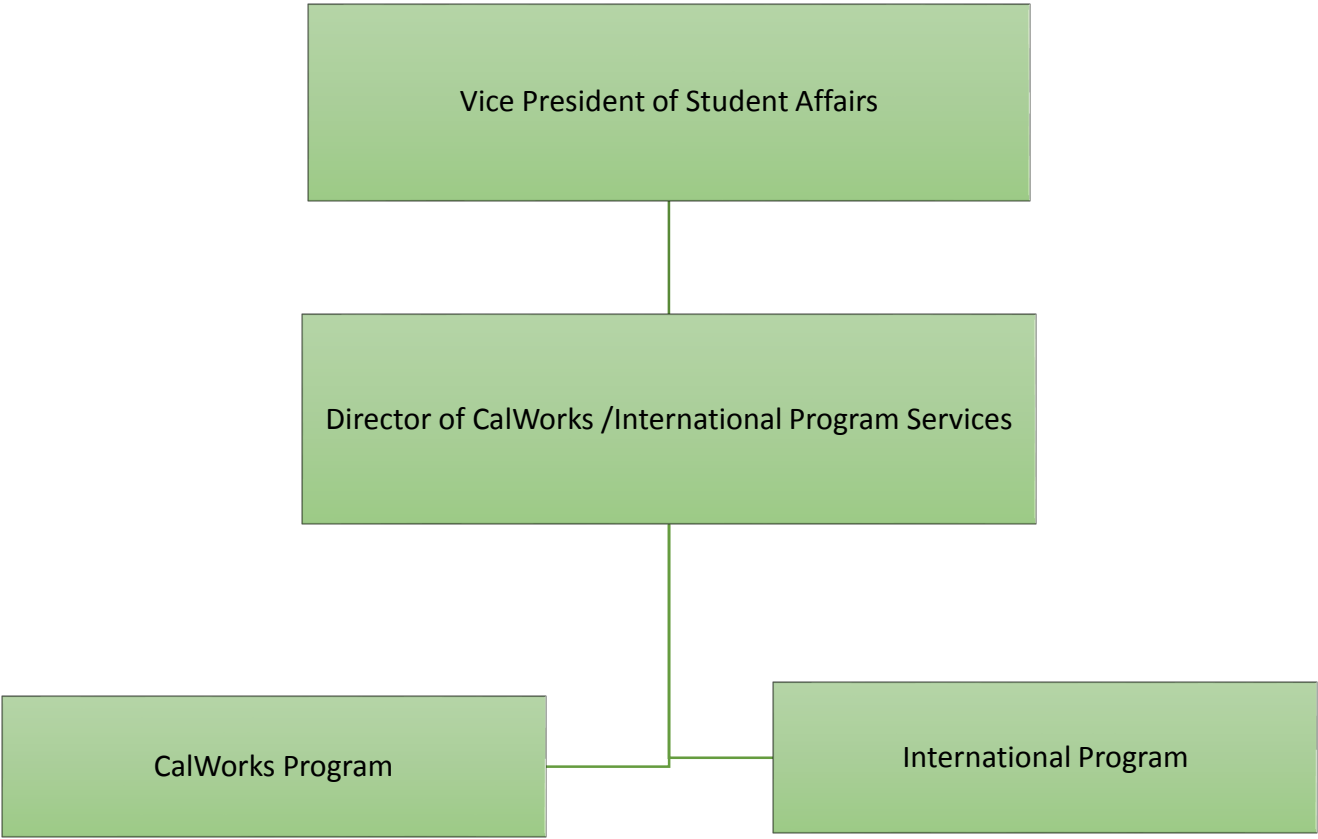 Vice President of Student Affairs
Director of CalWorks /International Program Services
CalWorks Program
International Program